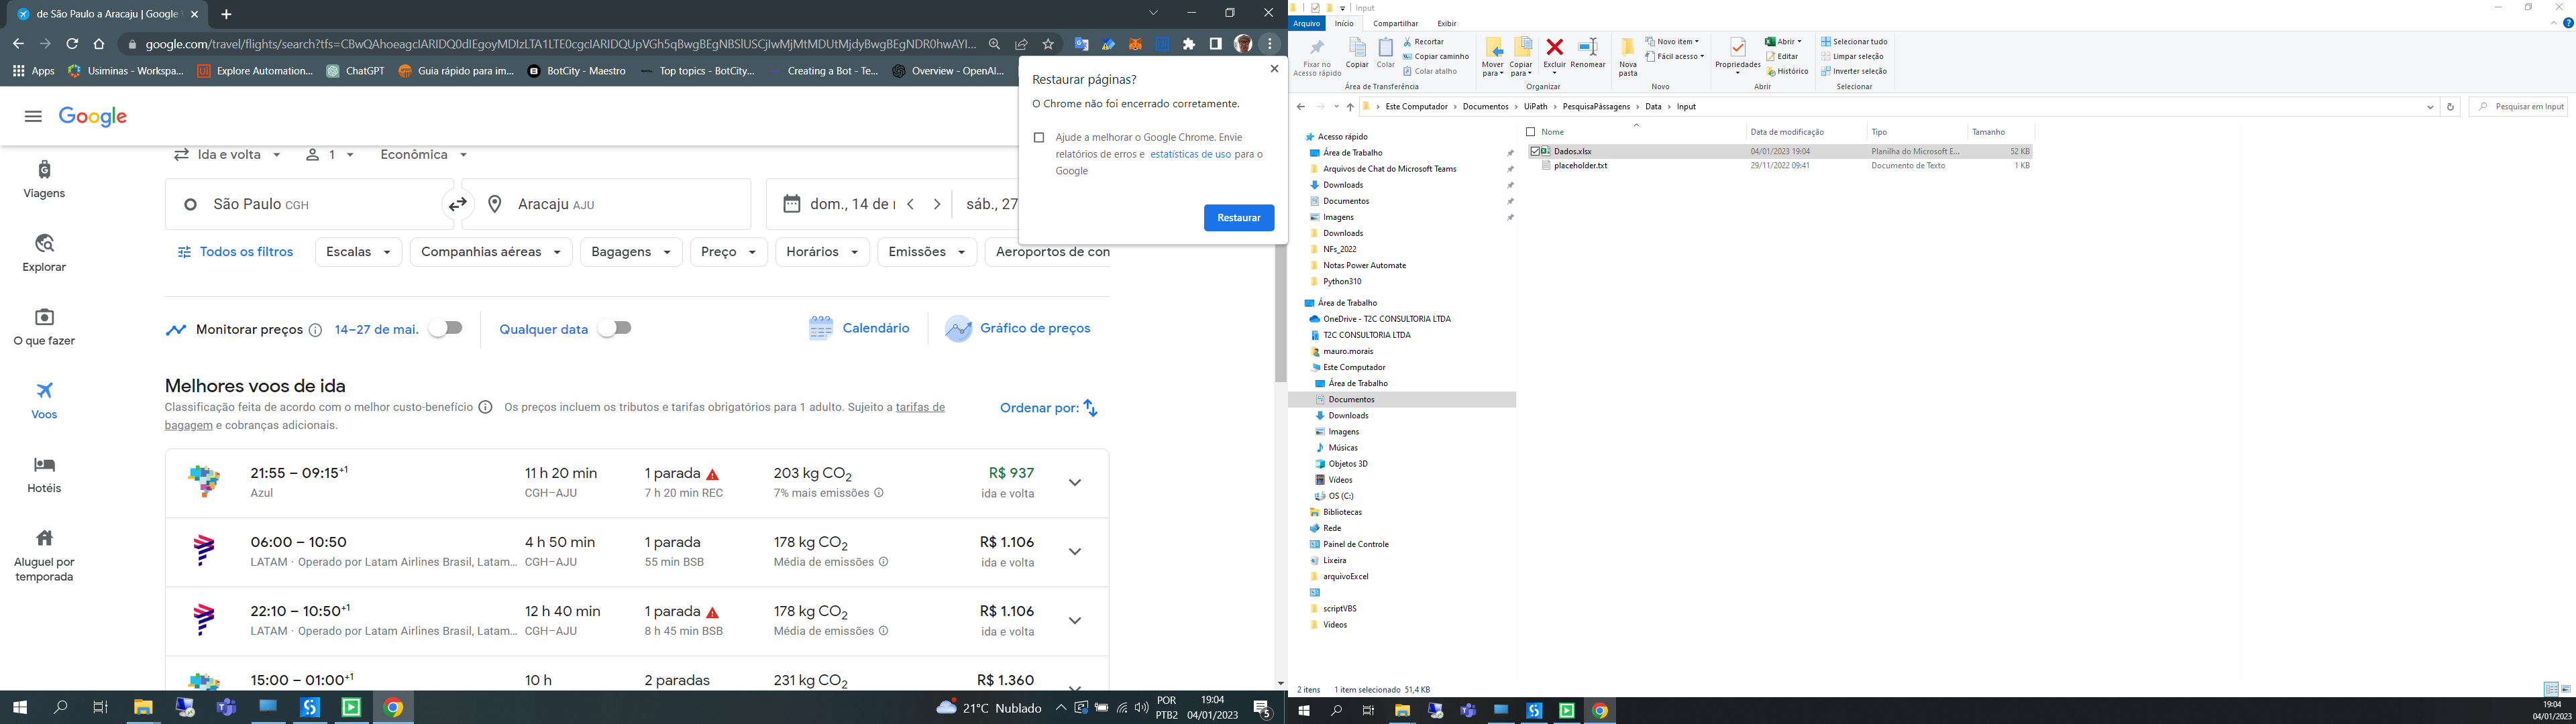 de São Paulo a Aracaju | Google
google.com/travel/flights/search?tfs=CBwQAhoeagcIARIDQ0dIEgoyMDIzLTA1LTE0cgcIARIDQUpVGh5qBwgBEgNBSlUSCjIwMjMtMDUtMjdyBwgBEgNDR0hwAYI...
Apps
Usiminas - Workspa...
Explore Automation...
ChatGPT
Guia rápido para im...
BotCity - Maestro
Top topics - BotCity...
Creating a Bot - Te...
Overview - OpenAI...
Restaurar páginas?
O Chrome não foi encerrado corretamente.
Ajude a melhorar o Google Chrome. Envie
relatórios de erros e estatísticas de uso para o
Google
Restaurar
Google
Viagens
Explorar
O que fazer
Voos
Hotéis
Aluguel por
temporada
Ida e volta
1
Econômica
São Paulo CGH
Aracaju AJU
dom., 14 de
sáb., 27
Todos os filtros
Escalas
Companhias aéreas
Bagagens
Preço
Horários
Emissões
Aeroportos de con
Monitorar preços
14–27 de mai.
Qualquer data
Calendário
Gráfico de preços
Melhores voos de ida
Classificação feita de acordo com o melhor custo-benefício
Os preços incluem os tributos e tarifas obrigatórios para 1 adulto. Sujeito a tarifas de
bagagem e cobranças adicionais.
Ordenar por:
21:55 – 09:15+1 11 h 20 min 1 parada 203 kg CO2 R$ 937
Azul CGH–AJU 7 h 20 min REC 7% mais emissões ida e volta
06:00 – 10:50 4 h 50 min 1 parada 178 kg CO2 R$ 1.106
LATAM · Operado por Latam Airlines Brasil, Latam... CGH–AJU 55 min BSB Média de emissões ida e volta
22:10 – 10:50+1 12 h 40 min 1 parada 178 kg CO2 R$ 1.106
LATAM · Operado por Latam Airlines Brasil, Latam... CGH–AJU 8 h 45 min BSB Média de emissões ida e volta
15:00 – 01:00+1 10 h 2 paradas 231 kg CO2 R$ 1.360
21°C Nublado
POR
PTB2
19:04
04/01/2023
5
Input
Arquivo
Início
Compartilhar
Exibir
Fixar no
Acesso rápido
Copiar
Colar
Recortar
Copiar caminho
Colar atalho
Área de Transferência
Mover
para
Copiar
para
Excluir
Renomear
Organizar
Nova
pasta
Novo item
Fácil acesso
Novo
Propriedades
Abrir
Editar
Histórico
Abrir
Selecionar tudo
Limpar seleção
Inverter seleção
Selecionar
Este Computador
Documentos
UiPath
PesquisaPássagens
Data
Input
Pesquisar em Input
Nome Data de modificação Tipo Tamanho
Dados.xlsx 04/01/2023 19:04 Planilha do Microsoft E... 52 KB
placeholder.txt 29/11/2022 09:41 Documento de Texto 1 KB
Acesso rápido
Área de Trabalho
Arquivos de Chat do Microsoft Teams
Downloads
Documentos
Imagens
Downloads
NFs_2022
Notas Power Automate
Python310
Área de Trabalho
OneDrive - T2C CONSULTORIA LTDA
T2C CONSULTORIA LTDA
mauro.morais
Este Computador
Área de Trabalho
Documentos
Downloads
Imagens
Músicas
Objetos 3D
Vídeos
OS (C:)
Bibliotecas
Rede
Painel de Controle
Lixeira
arquivoExcel
scriptVBS
Videos
2 itens
1 item selecionado 51,4 KB
19:04
04/01/2023